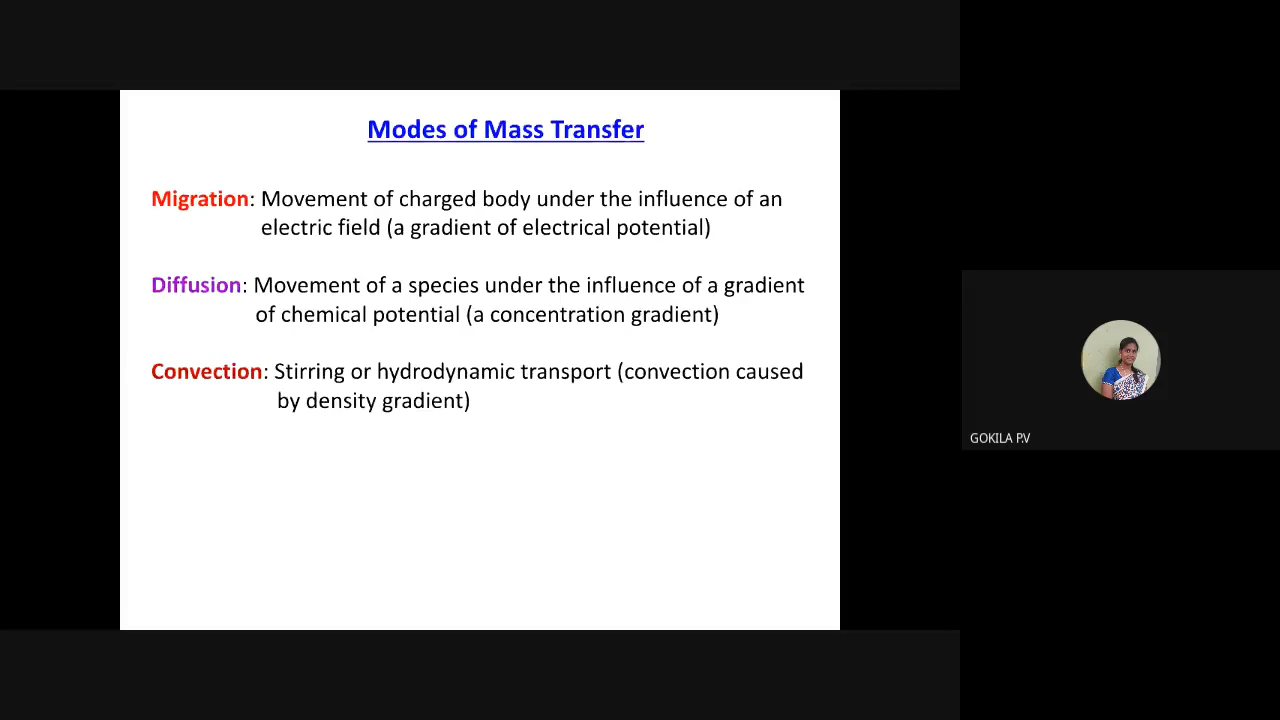 Modes of Mass Transfer
Migration: Movement of charged body under the influence of an
electric field (a gradient of electrical potential)
Diffusion: Movement of a species under the influence of a gradient
of chemical potential (a concentration gradient)
Convection: Stirring or hydrodynamic transport (convection caused
by density gradient)
GOKILA P.V